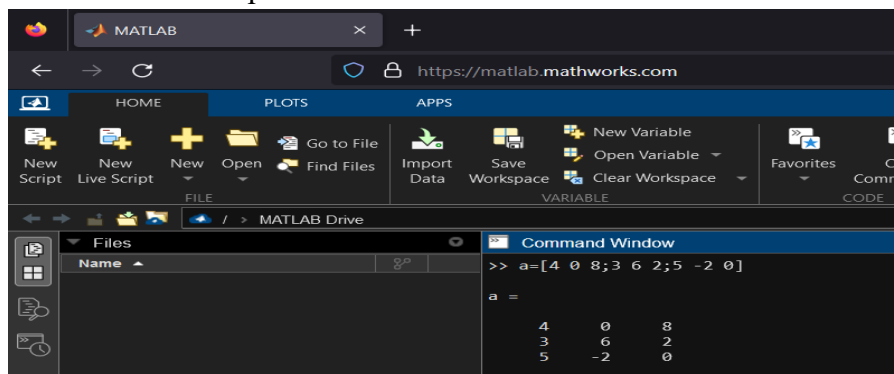 MATLAB
https://matlab.mathworks.com
HOME PLOTS APPS
New Script
New Live Script
New
Open
Go to File
Find Files
Import Data
Save Workspace
New Variable
Open Variable
Clear Workspace
Favorites
FILE VARIABLE CODE
/ > MATLAB Drive
Files
Name
Command Window
>> a=[4 0 8;3 6 2;5 -2 0]
a =
4 0 8
3 6 2
5 -2 0